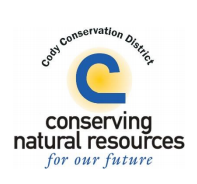 Cody Conservation District
conserving
natural resources
for our future